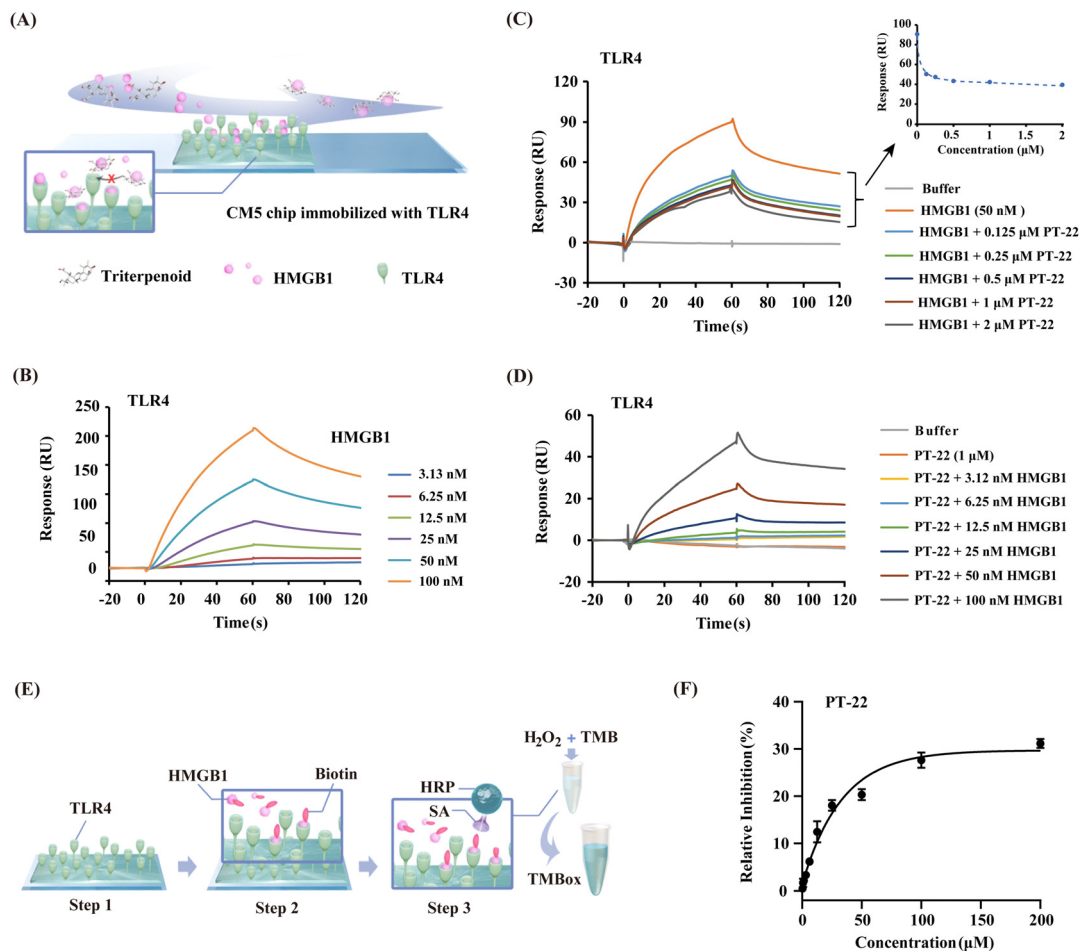 (A)
CM5 chip immobilized with TLR4
Triterpenoid
HMGB1
TLR4
(C)
TLR4
Response (RU)
120
90
60
30
0
-30
-20 0 20 40 60 80 100 120
Time (s)
Response (RU)
100
80
60
40
20
0
0 0.5 1 1.5 2
Concentration (μM)
Buffer
HMGB1 (50 nM )
HMGB1 + 0.125 μM PT-22
HMGB1 + 0.25 μM PT-22
HMGB1 + 0.5 μM PT-22
HMGB1 + 1 μM PT-22
HMGB1 + 2 μM PT-22
(B)
TLR4
HMGB1
Response (RU)
250
200
150
100
50
0
-20 0 20 40 60 80 100 120
Time (s)
3.13 nM
6.25 nM
12.5 nM
25 nM
50 nM
100 nM
(D)
TLR4
Response (RU)
60
40
20
0
-20
-20 0 20 40 60 80 100 120
Time (s)
Buffer
PT-22 (1 μM)
PT-22 + 3.12 nM HMGB1
PT-22 + 6.25 nM HMGB1
PT-22 + 12.5 nM HMGB1
PT-22 + 25 nM HMGB1
PT-22 + 50 nM HMGB1
PT-22 + 100 nM HMGB1
(E)
TLR4
Step 1
HMGB1
Biotin
Step 2
HRP
SA
Step 3
H₂O₂ + TMB
TMBox
(F)
PT-22
Relative Inhibition (%)
40
30
20
10
0
0 50 100 150 200
Concentration (μM)